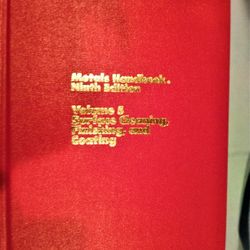 Metals Handbook.
Ninth Edition
Volume 5
Surface Cleaning,
Finishing, and
Coating